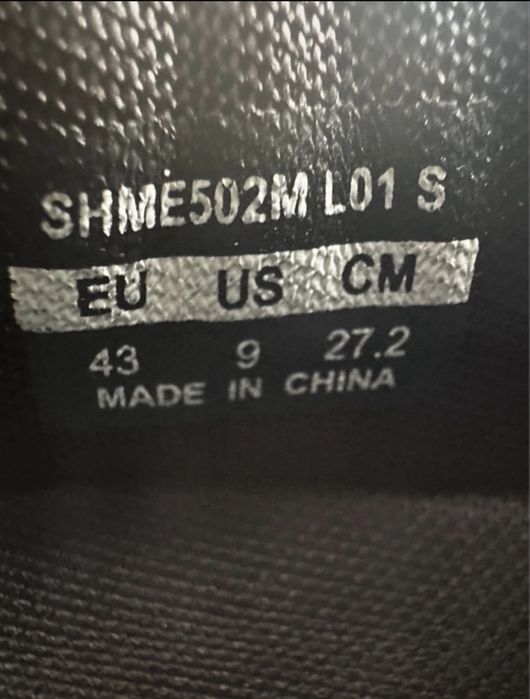 SHME502M L01 S
EU US CM
43 9 27.2
MADE IN CHINA